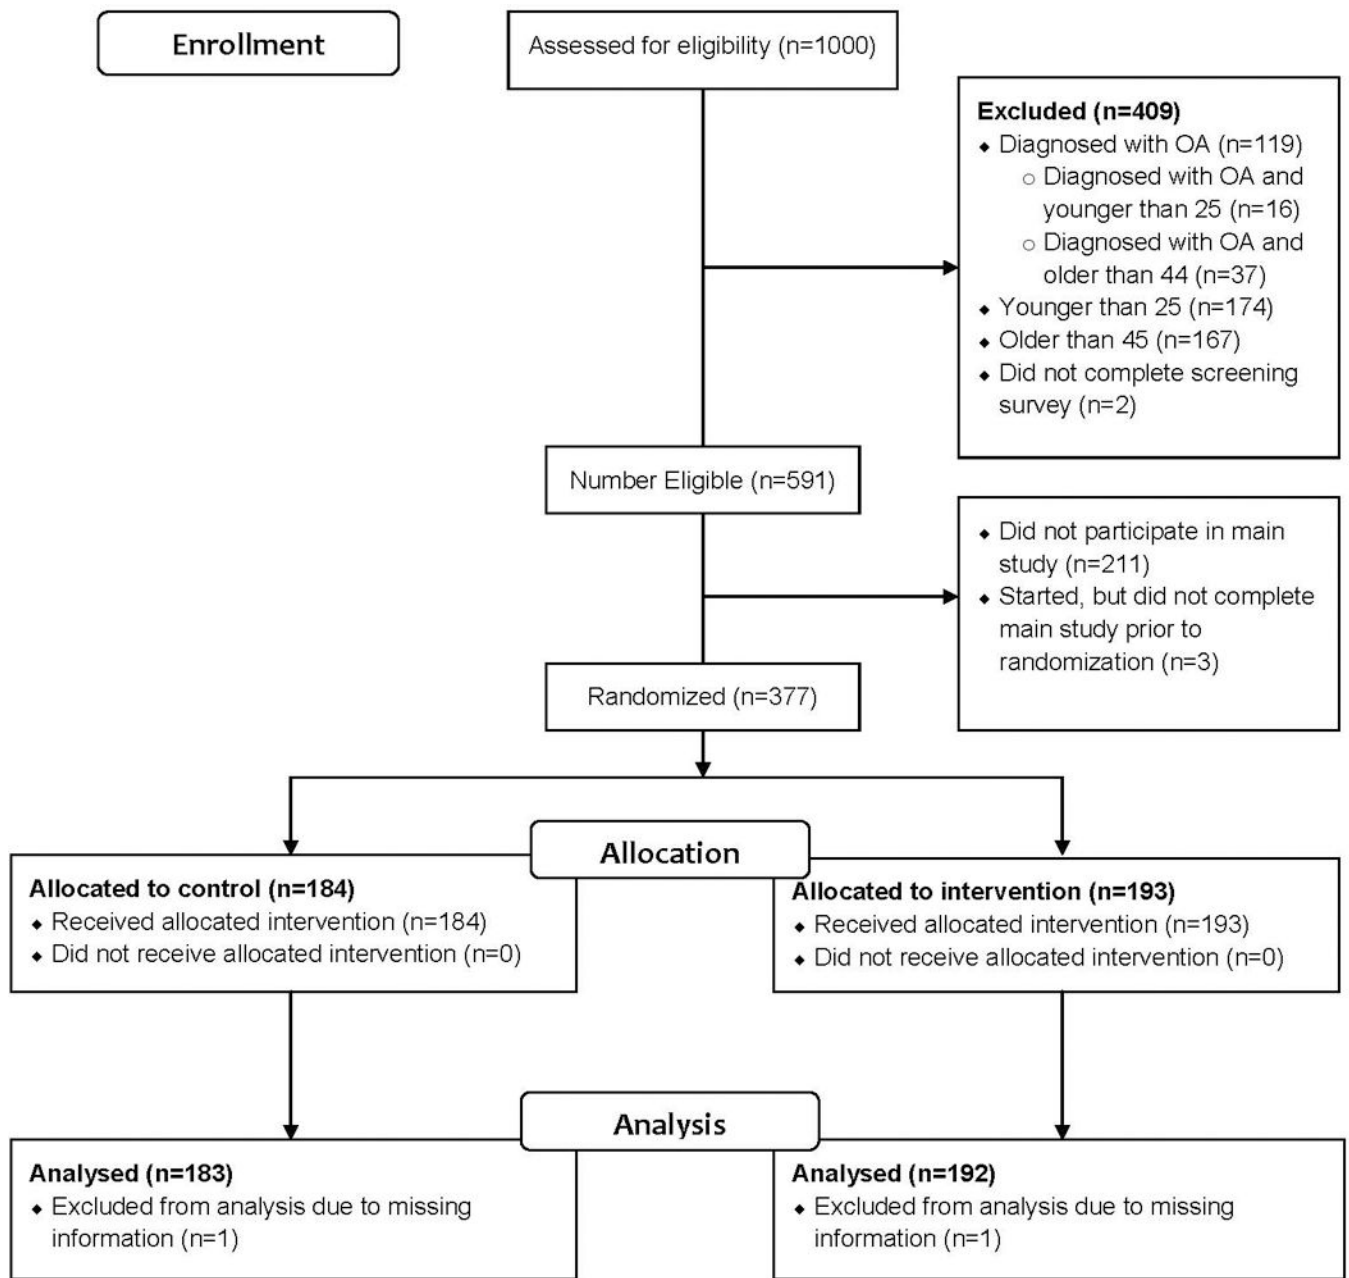 Enrollment
Assessed for eligibility (n=1000)
Excluded (n=409)
◆ Diagnosed with OA (n=119)
○ Diagnosed with OA and
younger than 25 (n=16)
○ Diagnosed with OA and
older than 44 (n=37)
◆ Younger than 25 (n=174)
◆ Older than 45 (n=167)
◆ Did not complete screening
survey (n=2)
Number Eligible (n=591)
◆ Did not participate in main
study (n=211)
◆ Started, but did not complete
main study prior to
randomization (n=3)
Randomized (n=377)
Allocation
Allocated to control (n=184)
◆ Received allocated intervention (n=184)
◆ Did not receive allocated intervention (n=0)
Allocated to intervention (n=193)
◆ Received allocated intervention (n=193)
◆ Did not receive allocated intervention (n=0)
Analysis
Analysed (n=183)
◆ Excluded from analysis due to missing
information (n=1)
Analysed (n=192)
◆ Excluded from analysis due to missing
information (n=1)